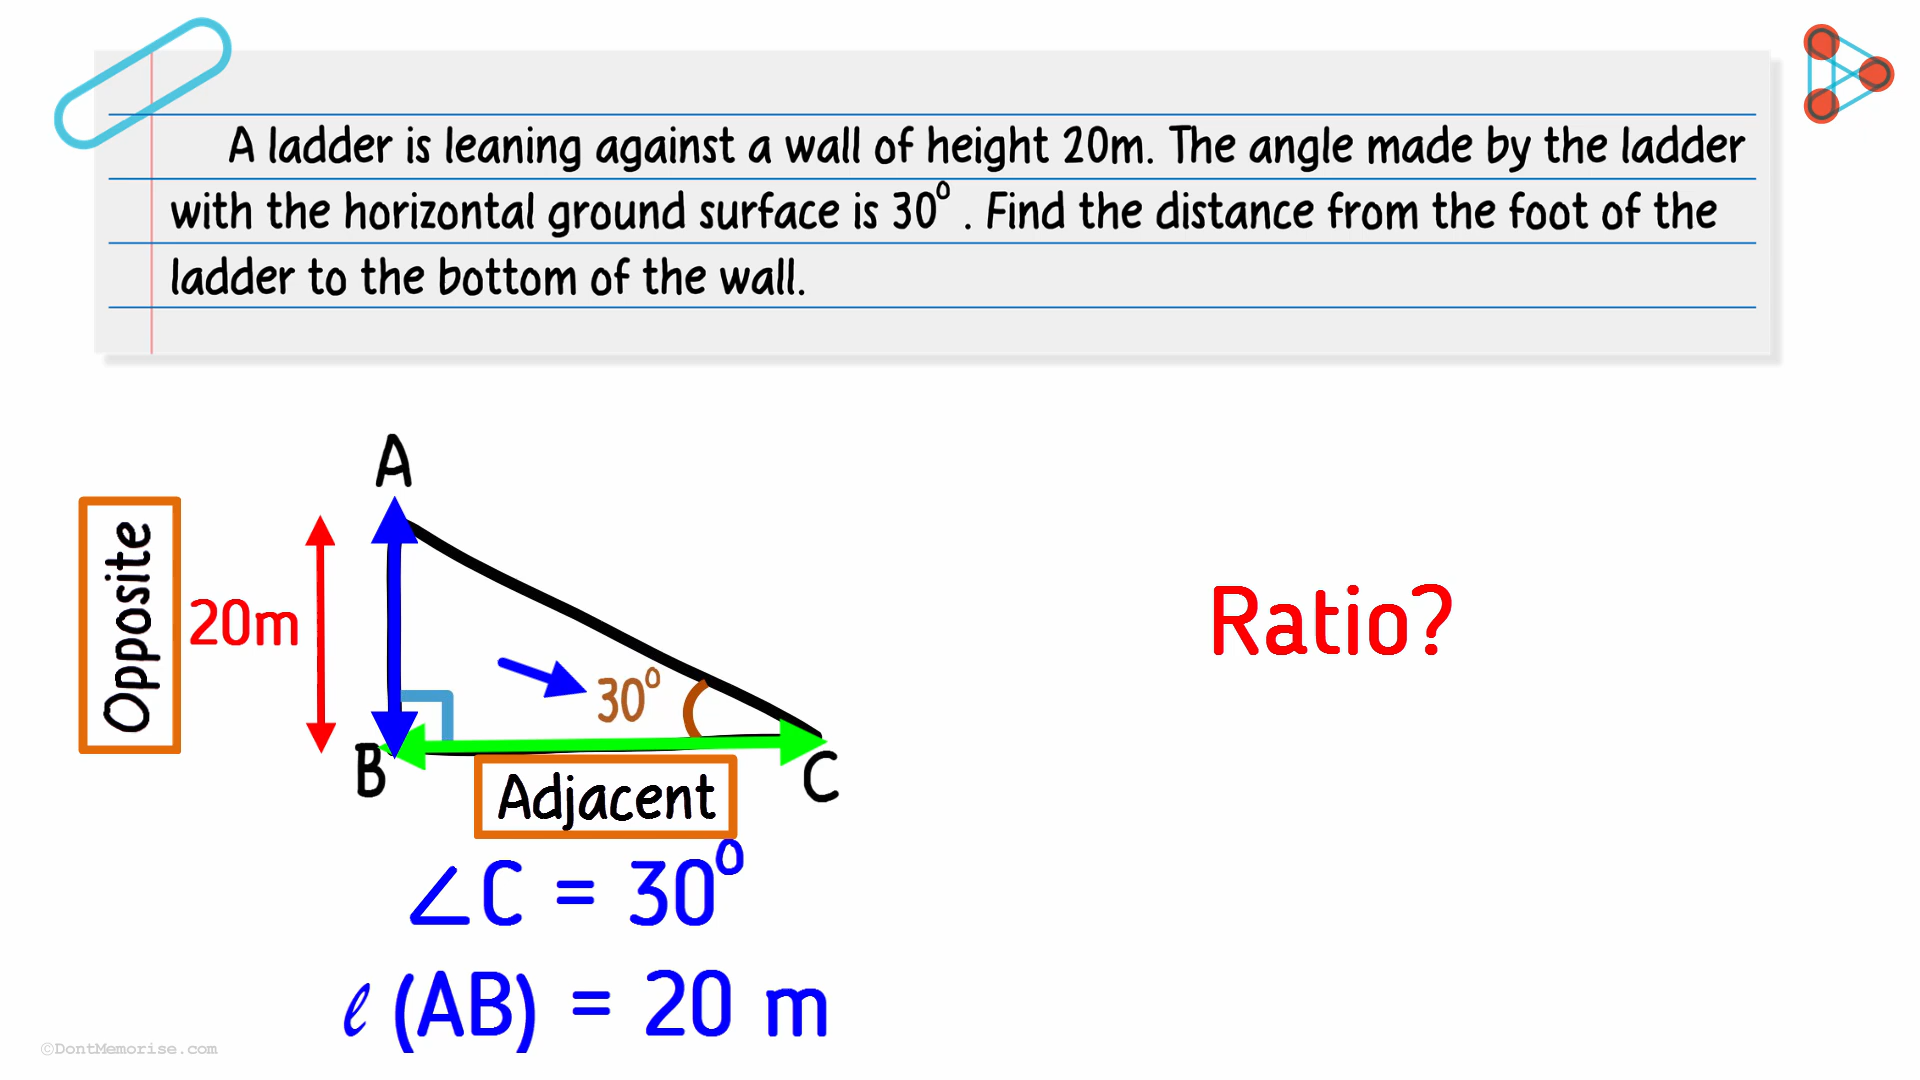 A ladder is leaning against a wall of height 20m. The angle made by the ladder
with the horizontal ground surface is 30° . Find the distance from the foot of the
ladder to the bottom of the wall.
A
Opposite
20m
30°
Ratio?
B
C
Adjacent
∠C = 30°
ℓ (AB) = 20 m
©DontMemorise.com